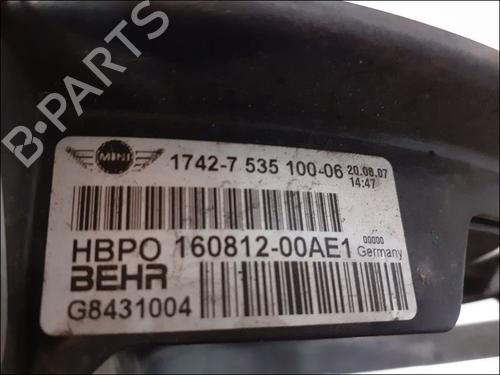 B-PARTS
MINI
1742-7 535 100-06 20.08.07
14:47
HBPO 160812-00AE1 00000
Germany
BEHR
G8431004